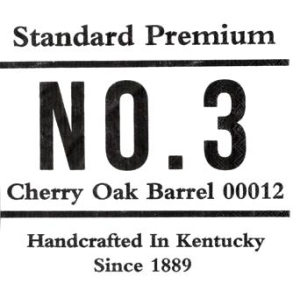 Standard Premium
NO.3
Cherry Oak Barrel 00012
Handcrafted In Kentucky
Since 1889